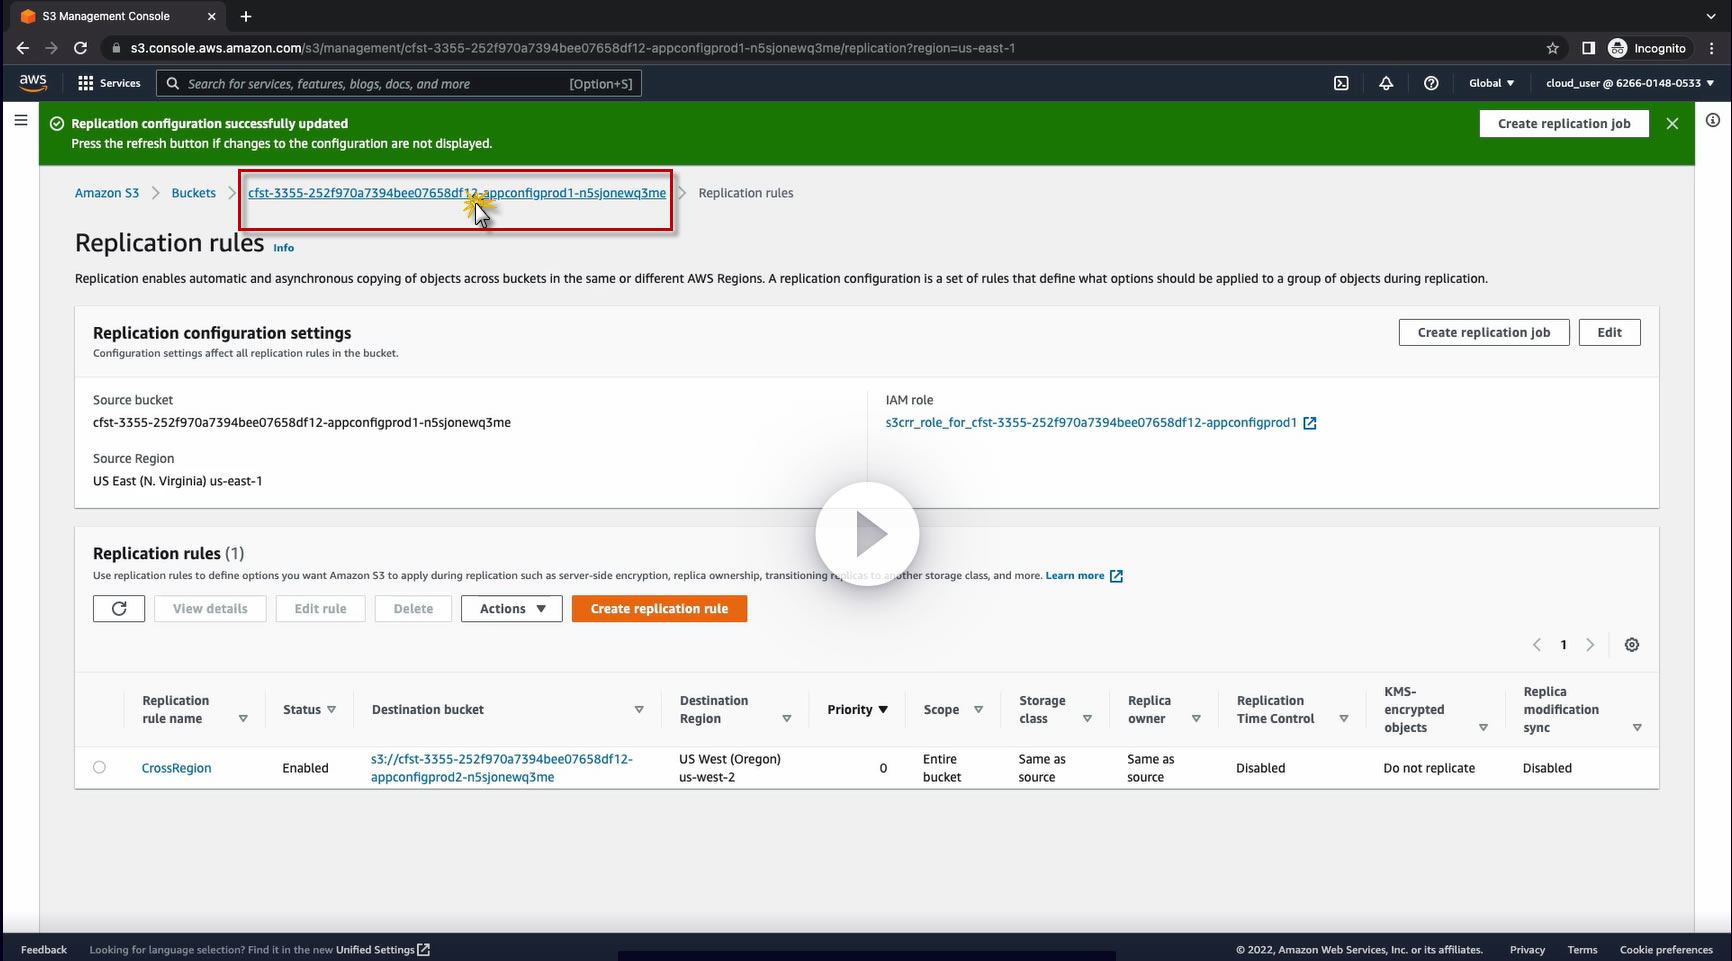 S3 Management Console
s3.console.aws.amazon.com/s3/management/cfst-3355-252f970a7394bee07658df12-appconfigprod1-n5sjonewq3me/replication?region=us-east-1
Incognito
aws
Services
Search for services, features, blogs, docs, and more
[Option+S]
Global
cloud_user @ 6266-0148-0533
Replication configuration successfully updated
Press the refresh button if changes to the configuration are not displayed.
Create replication job
Amazon S3
Buckets
cfst-3355-252f970a7394bee07658df12-appconfigprod1-n5sjonewq3me
Replication rules
Replication rules
Info
Replication enables automatic and asynchronous copying of objects across buckets in the same or different AWS Regions. A replication configuration is a set of rules that define what options should be applied to a group of objects during replication.
Replication configuration settings
Configuration settings affect all replication rules in the bucket.
Create replication job
Edit
Source bucket
cfst-3355-252f970a7394bee07658df12-appconfigprod1-n5sjonewq3me
Source Region
US East (N. Virginia) us-east-1
IAM role
s3crr_role_for_cfst-3355-252f970a7394bee07658df12-appconfigprod1
Replication rules (1)
Use replication rules to define options you want Amazon S3 to apply during replication such as server-side encryption, replica ownership, transitioning replicas to another storage class, and more. Learn more
View details
Edit rule
Delete
Actions
Create replication rule
1
Replication
rule name
Status
Destination bucket
Destination
Region
Priority
Scope
Storage
class
Replica
owner
Replication
Time Control
KMS-
encrypted
objects
Replica
modification
sync
CrossRegion
Enabled
s3://cfst-3355-252f970a7394bee07658df12-
appconfigprod2-n5sjonewq3me
US West (Oregon)
us-west-2
0
Entire
bucket
Same as
source
Same as
source
Disabled
Do not replicate
Disabled
Feedback
Looking for language selection? Find it in the new Unified Settings
© 2022, Amazon Web Services, Inc. or its affiliates.
Privacy
Terms
Cookie preferences